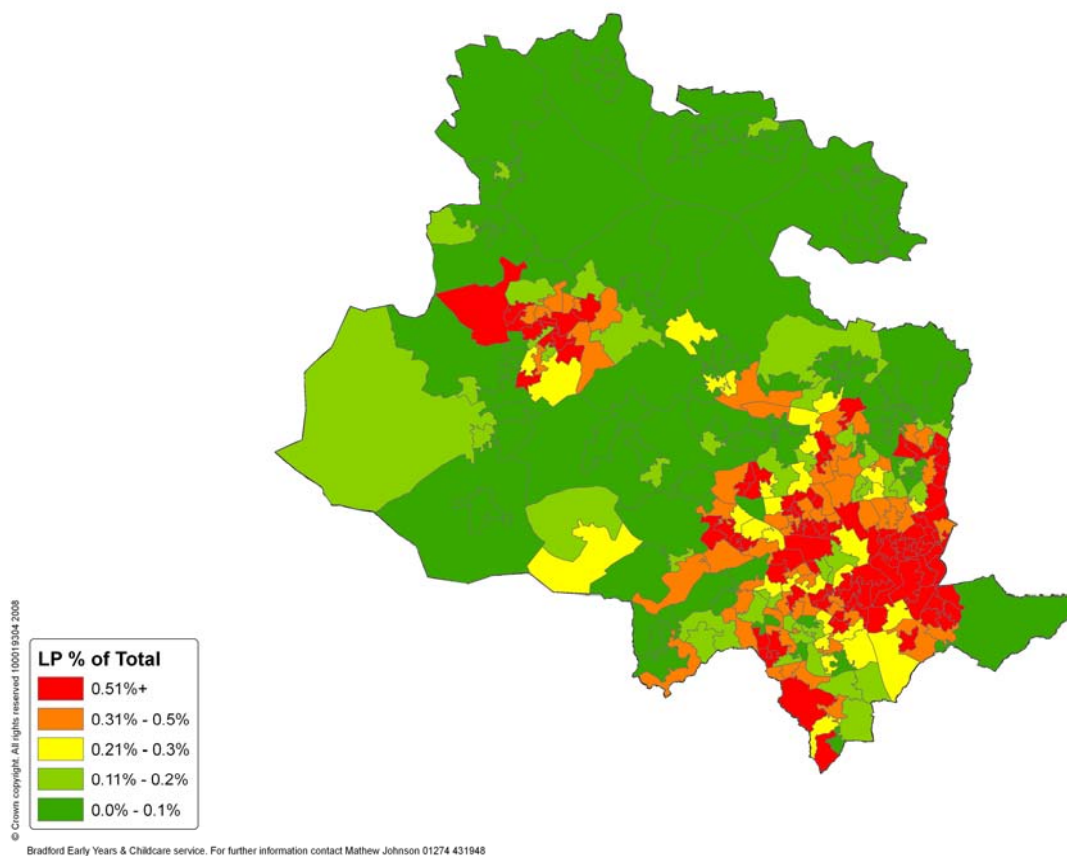 LP % of Total
0.51%+
0.31% - 0.5%
0.21% - 0.3%
0.11% - 0.2%
0.0% - 0.1%
© Crown copyright. All rights reserved 100019304 2008
Bradford Early Years & Childcare service. For further information contact Mathew Johnson 01274 431948